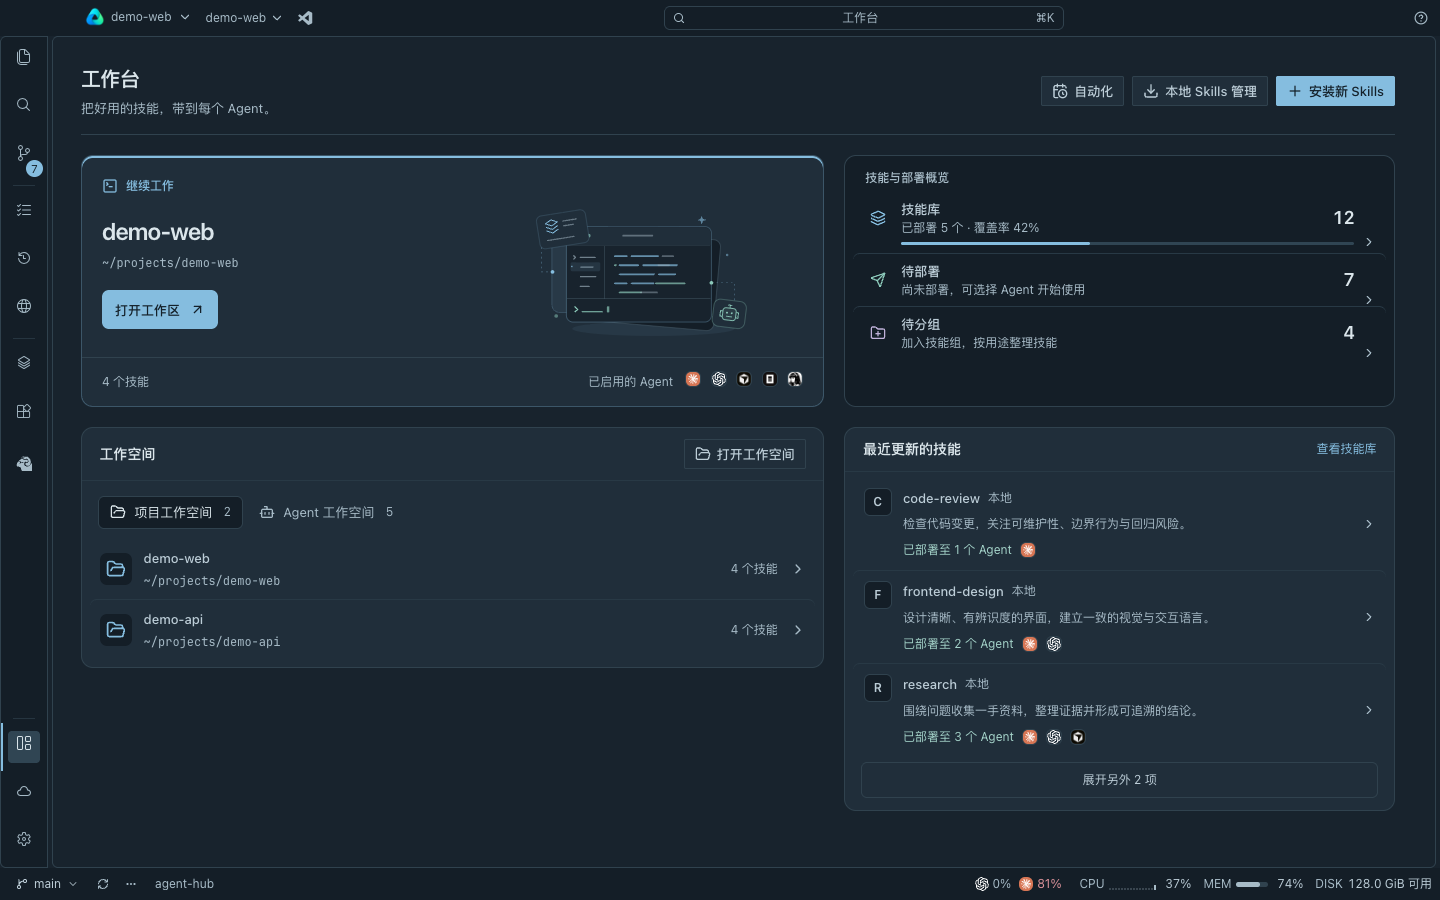 demo-web
demo-web
工作台
⌘K
工作台
把好用的技能，带到每个 Agent。
自动化
本地 Skills 管理
安装新 Skills
7
继续工作
demo-web
~/projects/demo-web
打开工作区
4 个技能
已启用的 Agent
技能与部署概览
技能库
已部署 5 个 · 覆盖率 42%
12
待部署
尚未部署，可选择 Agent 开始使用
7
待分组
加入技能组，按用途整理技能
4
工作空间
打开工作空间
项目工作空间 2
Agent 工作空间 5
demo-web
~/projects/demo-web
4 个技能
demo-api
~/projects/demo-api
4 个技能
最近更新的技能
查看技能库
C
code-review 本地
检查代码变更，关注可维护性、边界行为与回归风险。
已部署至 1 个 Agent
F
frontend-design 本地
设计清晰、有辨识度的界面，建立一致的视觉与交互语言。
已部署至 2 个 Agent
R
research 本地
围绕问题收集一手资料，整理证据并形成可追溯的结论。
已部署至 3 个 Agent
展开另外 2 项
main
agent-hub
0%
81%
CPU 37%
MEM 74%
DISK 128.0 GiB 可用